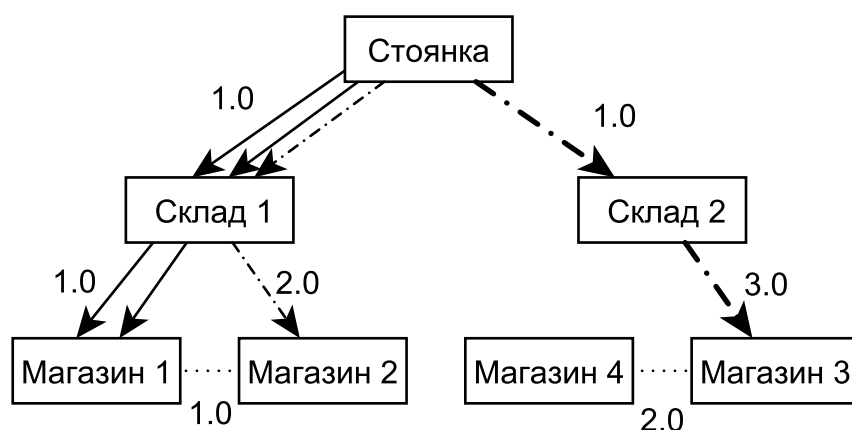 Стоянка
1.0
1.0
Склад 1
Склад 2
1.0
2.0
3.0
Магазин 1
Магазин 2
Магазин 4
Магазин 3
1.0
2.0